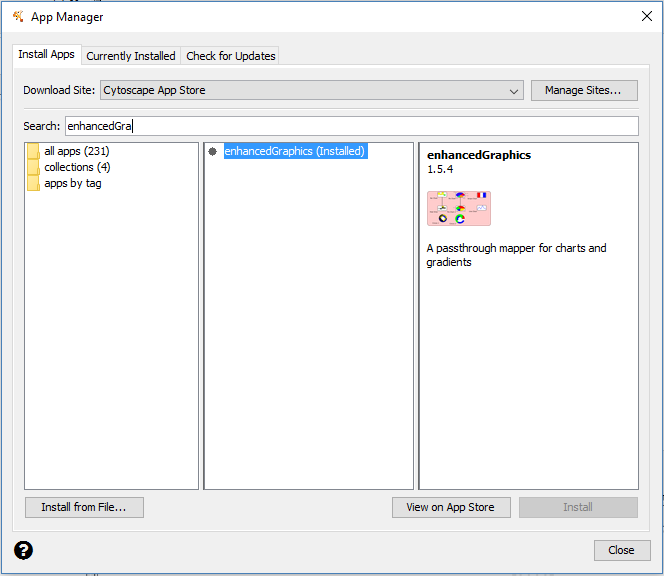 App Manager
Install Apps
Currently Installed
Check for Updates
Download Site:
Cytoscape App Store
Manage Sites...
Search:
enhancedGra
all apps (231)
collections (4)
apps by tag
enhancedGraphics (Installed)
enhancedGraphics
1.5.4
A passthrough mapper for charts and
gradients
Install from File...
View on App Store
Install
?
Close